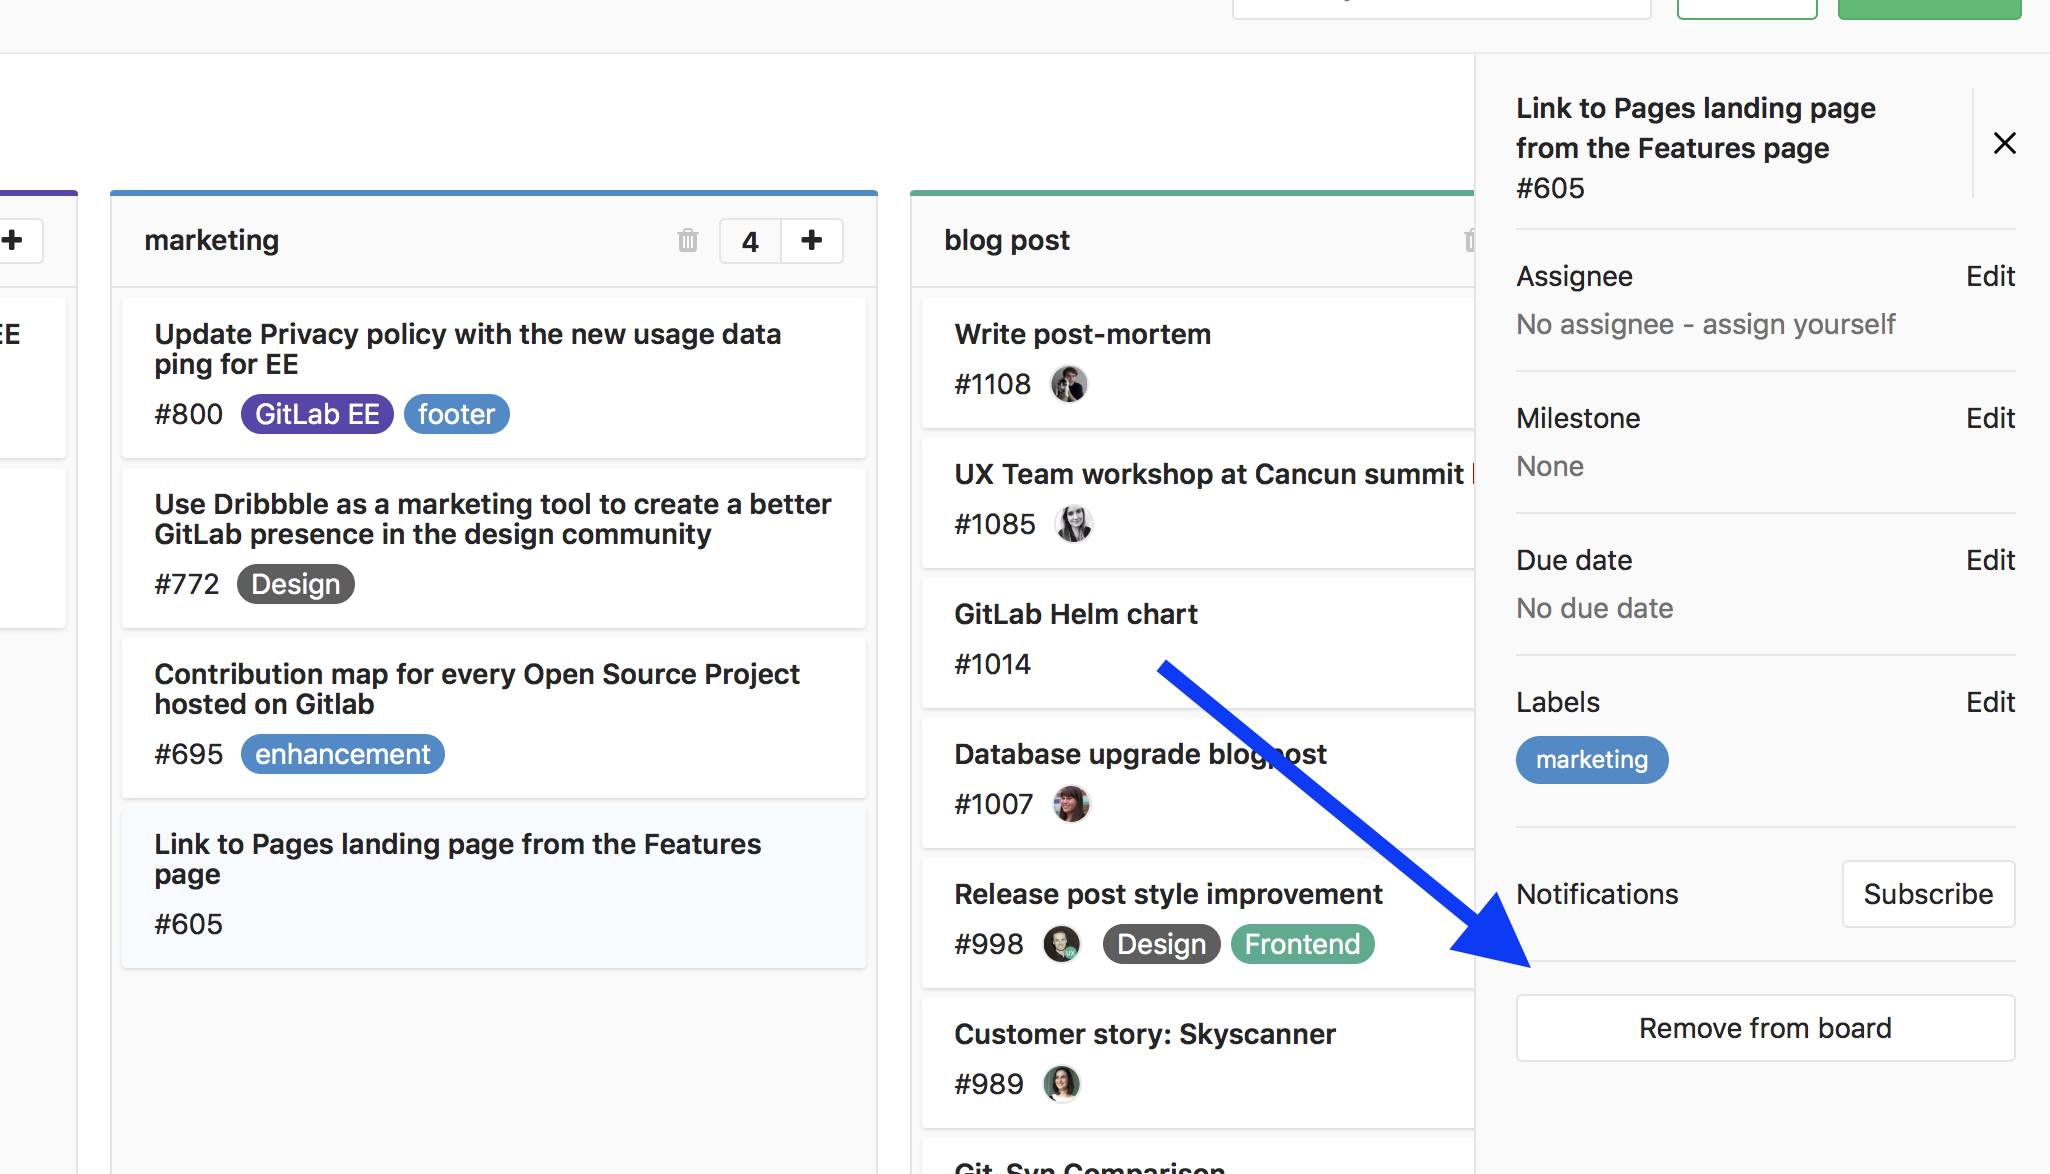 EE
marketing
4
Update Privacy policy with the new usage data
ping for EE
#800 GitLab EE footer
Use Dribbble as a marketing tool to create a better
GitLab presence in the design community
#772 Design
Contribution map for every Open Source Project
hosted on Gitlab
#695 enhancement
Link to Pages landing page from the Features
page
#605
blog post
Write post-mortem
#1108
UX Team workshop at Cancun summit
#1085
GitLab Helm chart
#1014
Database upgrade blogpost
#1007
Release post style improvement
#998 Design Frontend
Customer story: Skyscanner
#989
Link to Pages landing page
from the Features page
#605
Assignee Edit
No assignee - assign yourself
Milestone Edit
None
Due date Edit
No due date
Labels Edit
marketing
Notifications Subscribe
Remove from board